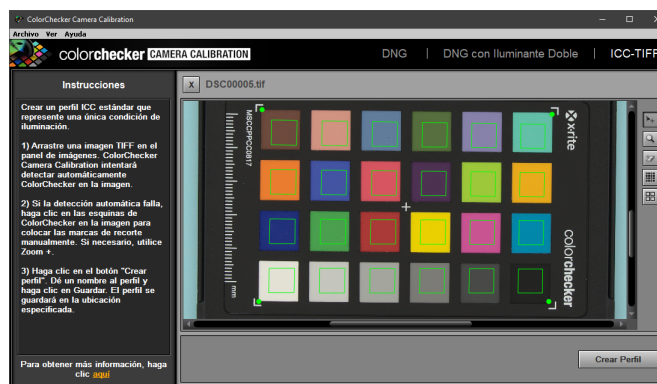 ColorChecker Camera Calibration
Archivo Ver Ayuda
colorchecker CAMERA CALIBRATION
DNG | DNG con Iluminante Doble | ICC-TIFF
Instrucciones
X DSC00005.tif
Crear un perfil ICC estándar que
represente una única condición de
iluminación.
1) Arrastre una imagen TIFF en el
panel de imágenes. ColorChecker
Camera Calibration intentará
detectar automáticamente
ColorChecker en la imagen.
2) Si la detección automática falla,
haga clic en las esquinas de
ColorChecker en la imagen para
colocar las marcas de recorte
manualmente. Si necesario, utilice
Zoom +.
3) Haga clic en el botón "Crear
perfil". Dé un nombre al perfil y
haga clic en Guardar. El perfil se
guardará en la ubicación
especificada.
Para obtener más información, haga
clic aquí
MSCCPPCC0817
mm
x-rite
colorchecker
Crear Perfil